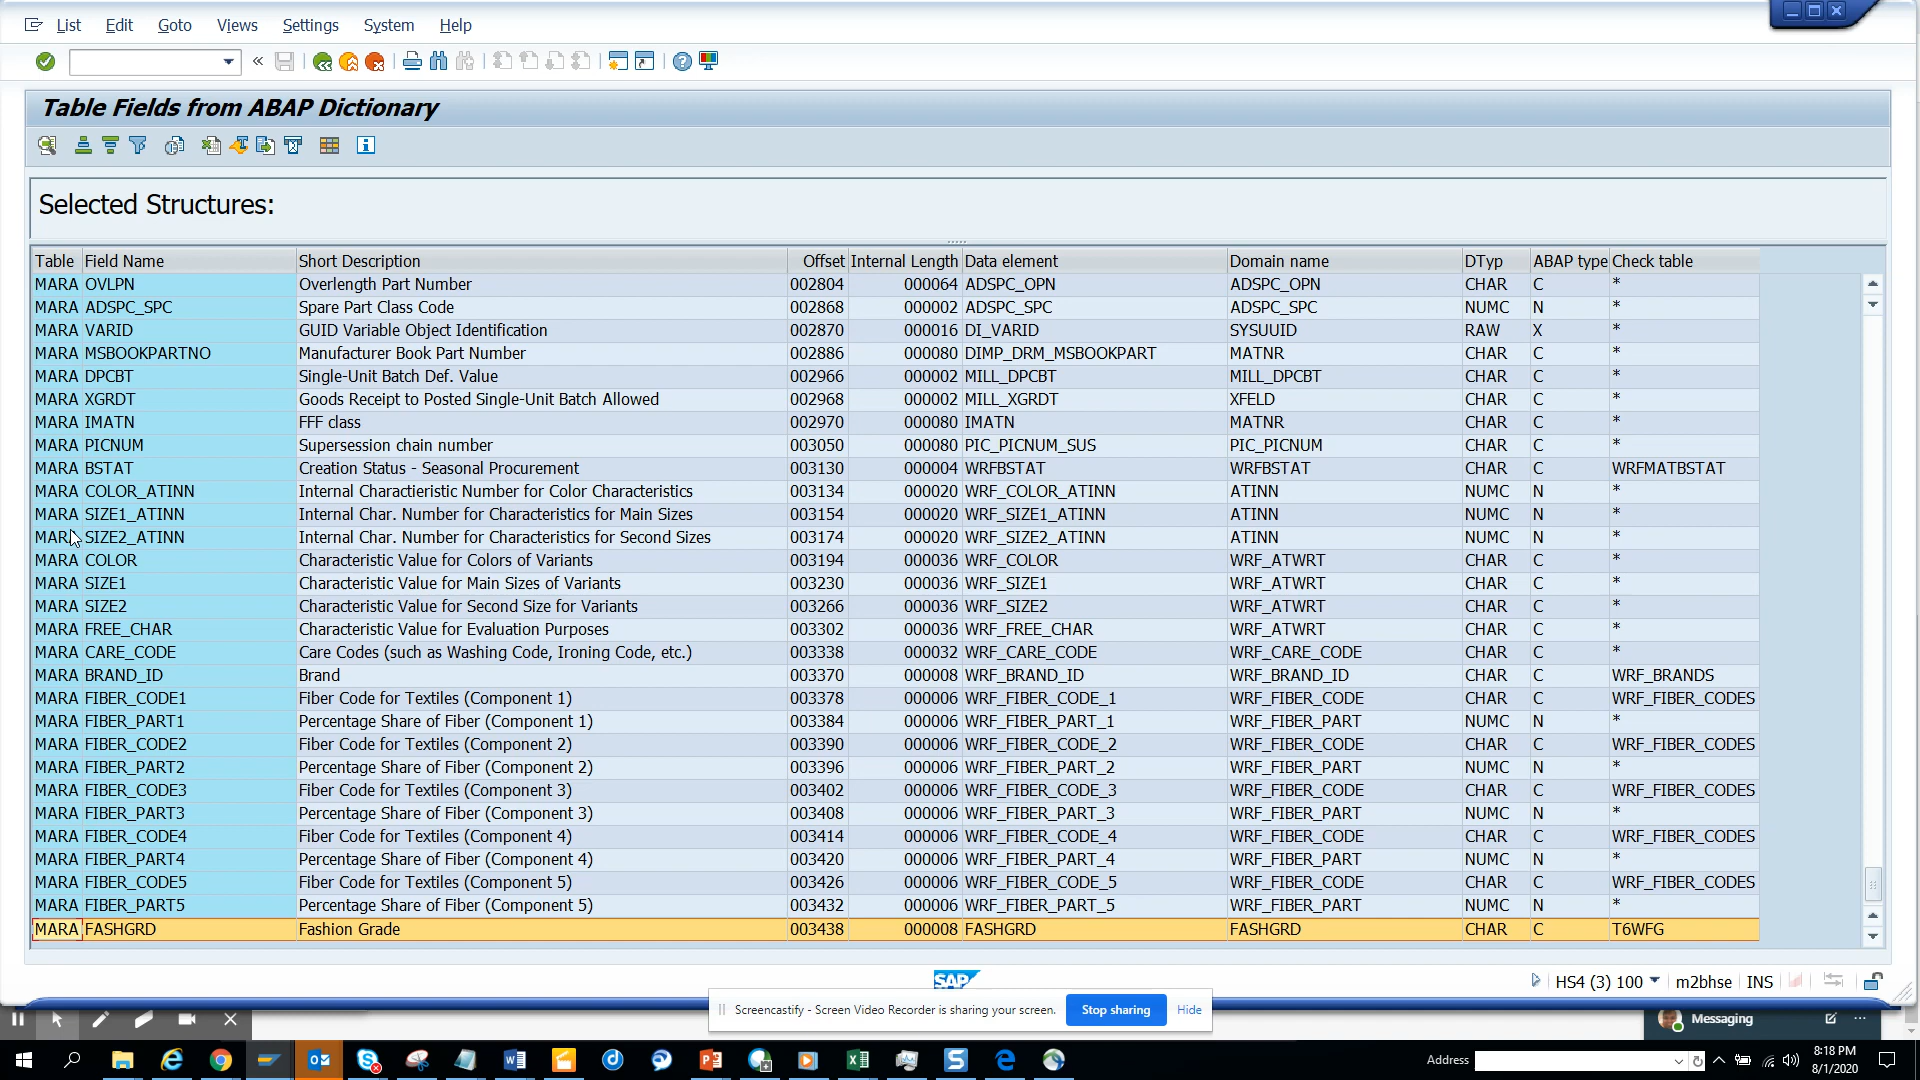 List Edit Goto Views Settings System Help
Table Fields from ABAP Dictionary
Selected Structures:
Table Field Name Short Description Offset Internal Length Data element Domain name DTyp ABAP type Check table
MARA OVLPN Overlength Part Number 002804 000064 ADSPC_OPN ADSPC_OPN CHAR C *
MARA ADSPC_SPC Spare Part Class Code 002868 000002 ADSPC_SPC ADSPC_SPC NUMC N *
MARA VARID GUID Variable Object Identification 002870 000016 DI_VARID SYSUUID RAW X *
MARA MSBOOKPARTNO Manufacturer Book Part Number 002886 000080 DIMP_DRM_MSBOOKPART MATNR CHAR C *
MARA DPCBT Single-Unit Batch Def. Value 002966 000002 MILL_DPCBT MILL_DPCBT CHAR C *
MARA XGRDT Goods Receipt to Posted Single-Unit Batch Allowed 002968 000002 MILL_XGRDT XFELD CHAR C *
MARA IMATN FFF class 002970 000080 IMATN MATNR CHAR C *
MARA PICNUM Supersession chain number 003050 000080 PIC_PICNUM_SUS PIC_PICNUM CHAR C *
MARA BSTAT Creation Status - Seasonal Procurement 003130 000004 WRFBSTAT WRFBSTAT CHAR C WRFMATBSTAT
MARA COLOR_ATINN Internal Charactieristic Number for Color Characteristics 003134 000020 WRF_COLOR_ATINN ATINN NUMC N *
MARA SIZE1_ATINN Internal Char. Number for Characteristics for Main Sizes 003154 000020 WRF_SIZE1_ATINN ATINN NUMC N *
MARA SIZE2_ATINN Internal Char. Number for Characteristics for Second Sizes 003174 000020 WRF_SIZE2_ATINN ATINN NUMC N *
MARA COLOR Characteristic Value for Colors of Variants 003194 000036 WRF_COLOR WRF_ATWRT CHAR C *
MARA SIZE1 Characteristic Value for Main Sizes of Variants 003230 000036 WRF_SIZE1 WRF_ATWRT CHAR C *
MARA SIZE2 Characteristic Value for Second Size for Variants 003266 000036 WRF_SIZE2 WRF_ATWRT CHAR C *
MARA FREE_CHAR Characteristic Value for Evaluation Purposes 003302 000036 WRF_FREE_CHAR WRF_ATWRT CHAR C *
MARA CARE_CODE Care Codes (such as Washing Code, Ironing Code, etc.) 003338 000032 WRF_CARE_CODE WRF_CARE_CODE CHAR C *
MARA BRAND_ID Brand 003370 000008 WRF_BRAND_ID WRF_BRAND_ID CHAR C WRF_BRANDS
MARA FIBER_CODE1 Fiber Code for Textiles (Component 1) 003378 000006 WRF_FIBER_CODE_1 WRF_FIBER_CODE CHAR C WRF_FIBER_CODES
MARA FIBER_PART1 Percentage Share of Fiber (Component 1) 003384 000006 WRF_FIBER_PART_1 WRF_FIBER_PART NUMC N *
MARA FIBER_CODE2 Fiber Code for Textiles (Component 2) 003390 000006 WRF_FIBER_CODE_2 WRF_FIBER_CODE CHAR C WRF_FIBER_CODES
MARA FIBER_PART2 Percentage Share of Fiber (Component 2) 003396 000006 WRF_FIBER_PART_2 WRF_FIBER_PART NUMC N *
MARA FIBER_CODE3 Fiber Code for Textiles (Component 3) 003402 000006 WRF_FIBER_CODE_3 WRF_FIBER_CODE CHAR C WRF_FIBER_CODES
MARA FIBER_PART3 Percentage Share of Fiber (Component 3) 003408 000006 WRF_FIBER_PART_3 WRF_FIBER_PART NUMC N *
MARA FIBER_CODE4 Fiber Code for Textiles (Component 4) 003414 000006 WRF_FIBER_CODE_4 WRF_FIBER_CODE CHAR C WRF_FIBER_CODES
MARA FIBER_PART4 Percentage Share of Fiber (Component 4) 003420 000006 WRF_FIBER_PART_4 WRF_FIBER_PART NUMC N *
MARA FIBER_CODE5 Fiber Code for Textiles (Component 5) 003426 000006 WRF_FIBER_CODE_5 WRF_FIBER_CODE CHAR C WRF_FIBER_CODES
MARA FIBER_PART5 Percentage Share of Fiber (Component 5) 003432 000006 WRF_FIBER_PART_5 WRF_FIBER_PART NUMC N *
MARA FASHGRD Fashion Grade 003438 000008 FASHGRD FASHGRD CHAR C T6WFG
SAP
HS4 (3) 100 m2bhse INS
Screencastify - Screen Video Recorder is sharing your screen. Stop sharing Hide
Messaging
Address
8:18 PM
8/1/2020